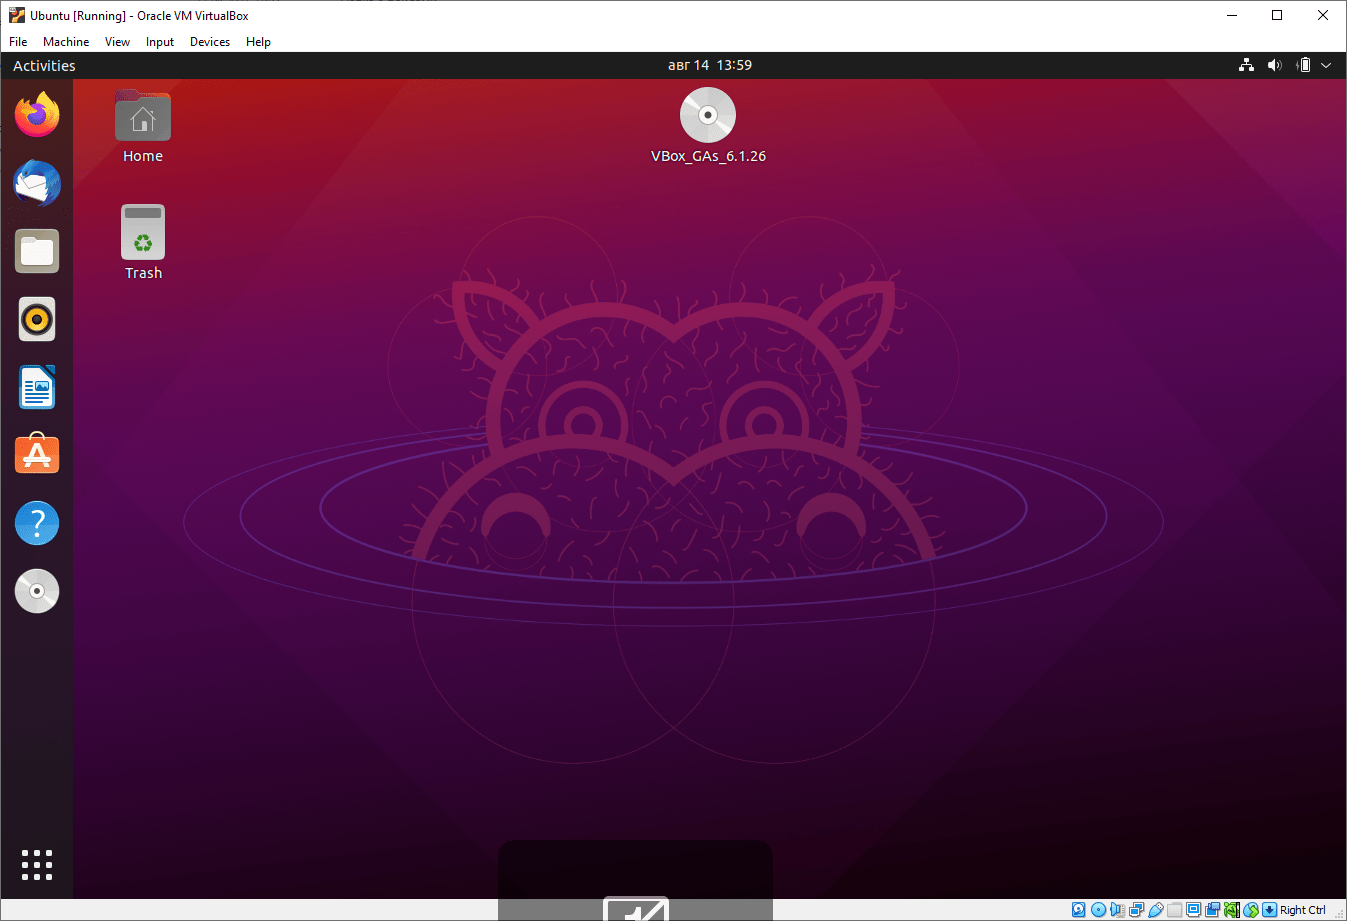 Ubuntu [Running] - Oracle VM VirtualBox
File Machine View Input Devices Help
Activities
авг 14 13:59
Home
VBox_GAs_6.1.26
Trash
Right Ctrl